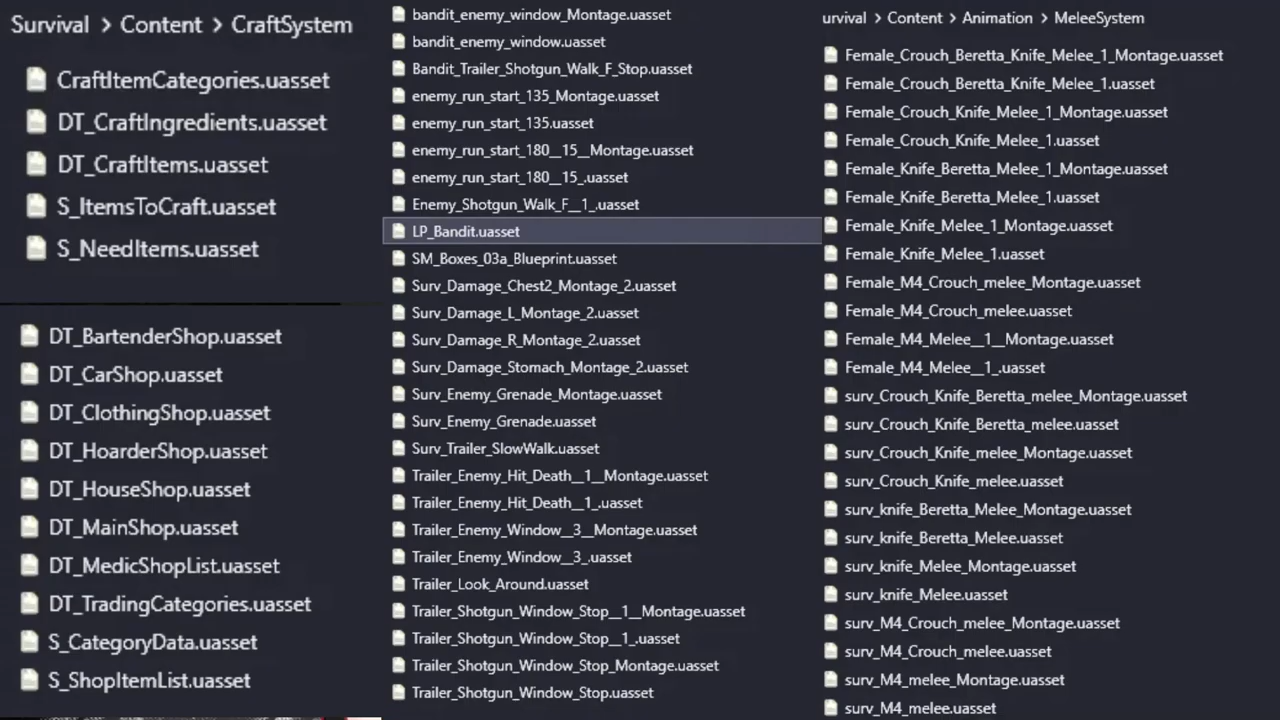 Survival > Content > CraftSystem
CraftItemCategories.uasset
DT_CraftIngredients.uasset
DT_CraftItems.uasset
S_ItemsToCraft.uasset
S_NeedItems.uasset
DT_BartenderShop.uasset
DT_CarShop.uasset
DT_ClothingShop.uasset
DT_HoarderShop.uasset
DT_HouseShop.uasset
DT_MainShop.uasset
DT_MedicShopList.uasset
DT_TradingCategories.uasset
S_CategoryData.uasset
S_ShopItemList.uasset
bandit_enemy_window_Montage.uasset
bandit_enemy_window.uasset
Bandit_Trailer_Shotgun_Walk_F_Stop.uasset
enemy_run_start_135_Montage.uasset
enemy_run_start_135.uasset
enemy_run_start_180__15__Montage.uasset
enemy_run_start_180__15_.uasset
Enemy_Shotgun_Walk_F__1_.uasset
LP_Bandit.uasset
SM_Boxes_03a_Blueprint.uasset
Surv_Damage_Chest2_Montage_2.uasset
Surv_Damage_L_Montage_2.uasset
Surv_Damage_R_Montage_2.uasset
Surv_Damage_Stomach_Montage_2.uasset
Surv_Enemy_Grenade_Montage.uasset
Surv_Enemy_Grenade.uasset
Surv_Trailer_SlowWalk.uasset
Trailer_Enemy_Hit_Death__1__Montage.uasset
Trailer_Enemy_Hit_Death__1_.uasset
Trailer_Enemy_Window__3__Montage.uasset
Trailer_Enemy_Window__3_.uasset
Trailer_Look_Around.uasset
Trailer_Shotgun_Window_Stop__1__Montage.uasset
Trailer_Shotgun_Window_Stop__1_.uasset
Trailer_Shotgun_Window_Stop_Montage.uasset
Trailer_Shotgun_Window_Stop.uasset
urvival > Content > Animation > MeleeSystem
Female_Crouch_Beretta_Knife_Melee_1_Montage.uasset
Female_Crouch_Beretta_Knife_Melee_1.uasset
Female_Crouch_Knife_Melee_1_Montage.uasset
Female_Crouch_Knife_Melee_1.uasset
Female_Knife_Beretta_Melee_1_Montage.uasset
Female_Knife_Beretta_Melee_1.uasset
Female_Knife_Melee_1_Montage.uasset
Female_Knife_Melee_1.uasset
Female_M4_Crouch_melee_Montage.uasset
Female_M4_Crouch_melee.uasset
Female_M4_Melee__1__Montage.uasset
Female_M4_Melee__1_.uasset
surv_Crouch_Knife_Beretta_melee_Montage.uasset
surv_Crouch_Knife_Beretta_melee.uasset
surv_Crouch_Knife_melee_Montage.uasset
surv_Crouch_Knife_melee.uasset
surv_knife_Beretta_Melee_Montage.uasset
surv_knife_Beretta_Melee.uasset
surv_knife_Melee_Montage.uasset
surv_knife_Melee.uasset
surv_M4_Crouch_melee_Montage.uasset
surv_M4_Crouch_melee.uasset
surv_M4_melee_Montage.uasset
surv_M4_melee.uasset